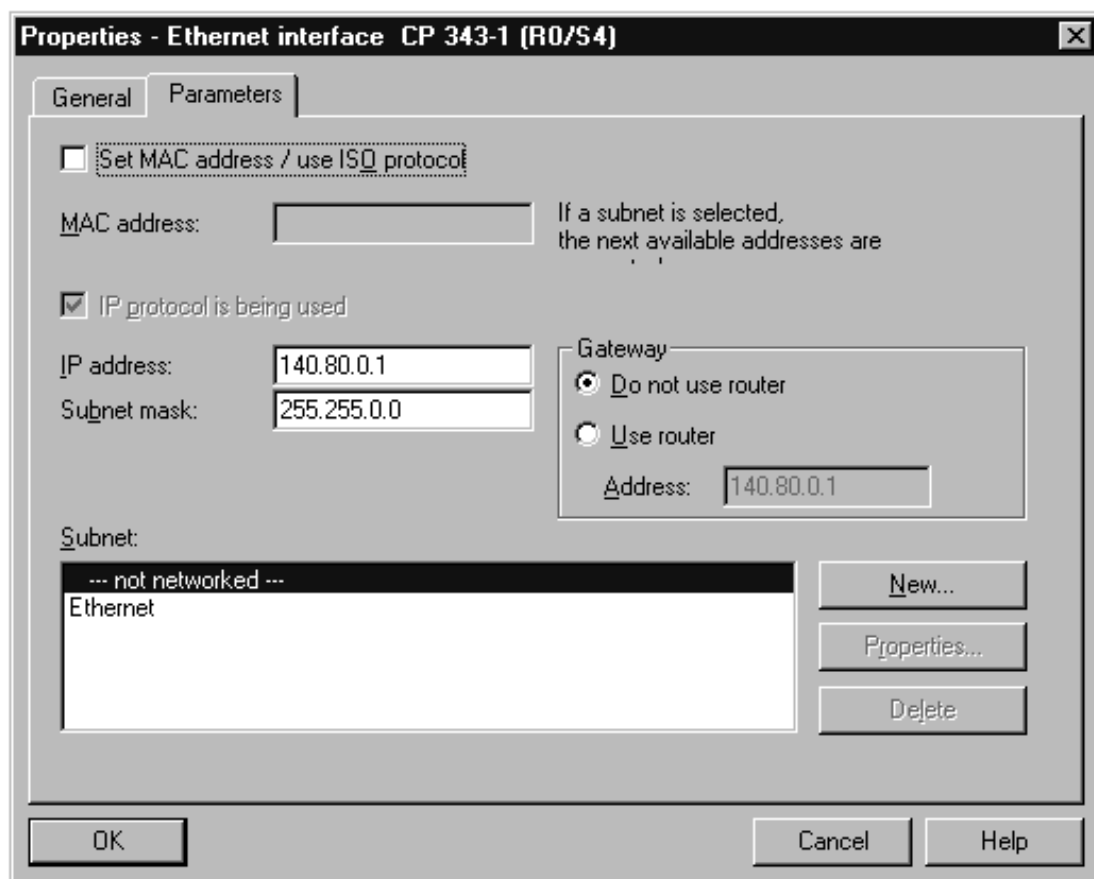 Properties - Ethernet interface CP 343-1 (R0/S4)
General
Parameters
Set MAC address / use ISO protocol
MAC address:
If a subnet is selected,
the next available addresses are
IP protocol is being used
IP address:
140.80.0.1
Subnet mask:
255.255.0.0
Gateway
Do not use router
Use router
Address:
140.80.0.1
Subnet:
--- not networked ---
Ethernet
New...
Properties...
Delete
OK
Cancel
Help